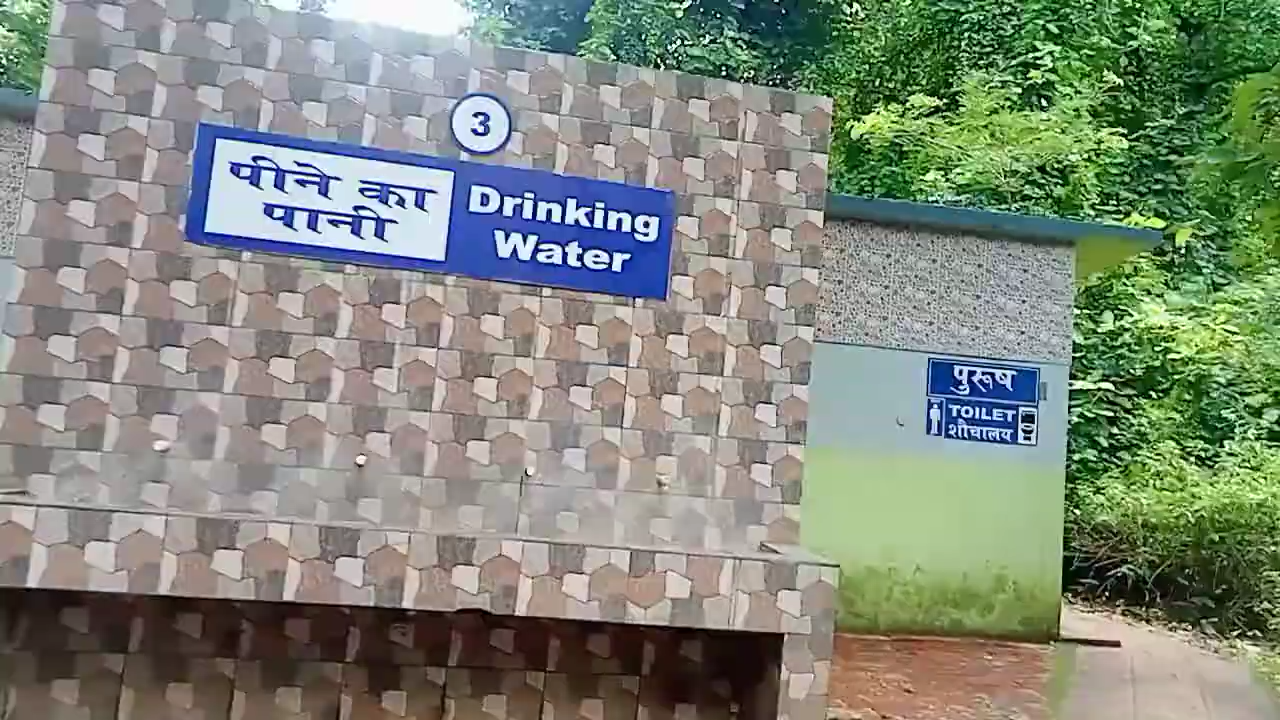 3
पीने का
पानी
Drinking
Water
पुरूष
TOILET
शौचालय